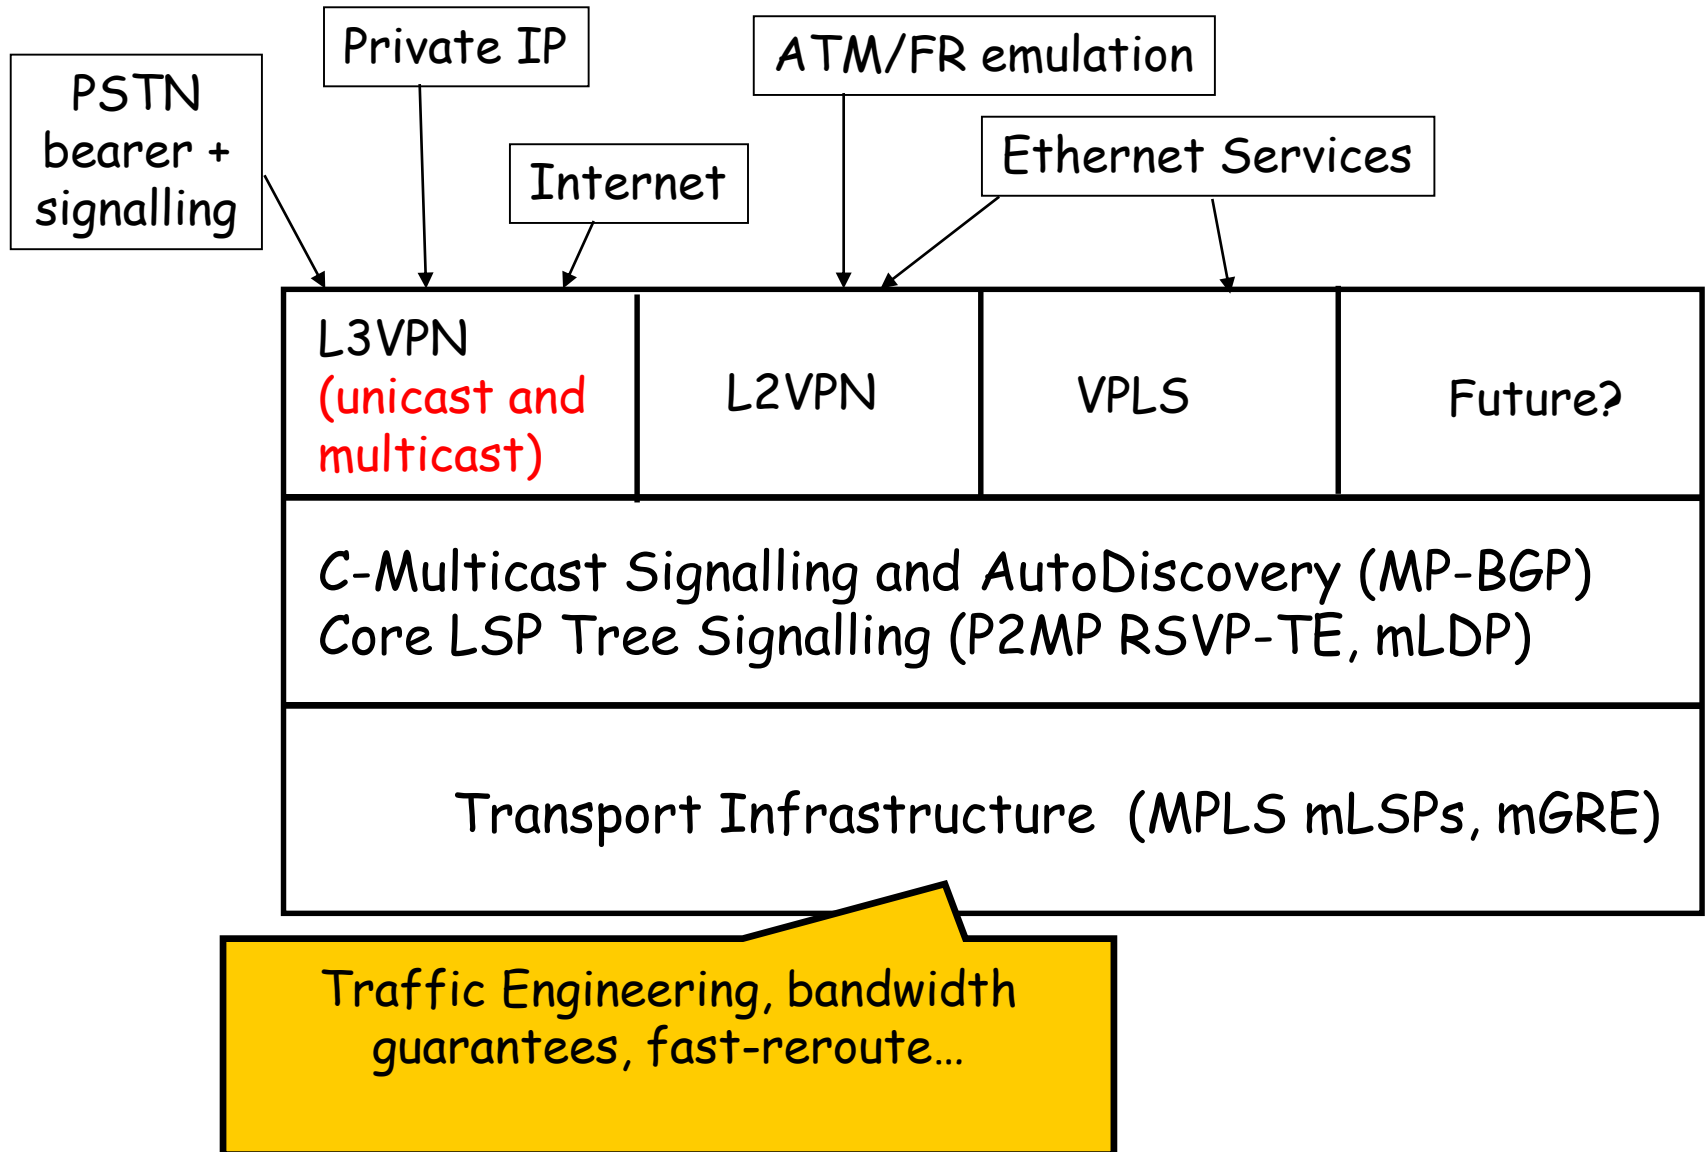 PSTN
bearer +
signalling
Private IP
Internet
ATM/FR emulation
Ethernet Services
L3VPN
(unicast and
multicast)
L2VPN
VPLS
Future?
C-Multicast Signalling and AutoDiscovery (MP-BGP)
Core LSP Tree Signalling (P2MP RSVP-TE, mLDP)
Transport Infrastructure (MPLS mLSPs, mGRE)
Traffic Engineering, bandwidth
guarantees, fast-reroute…